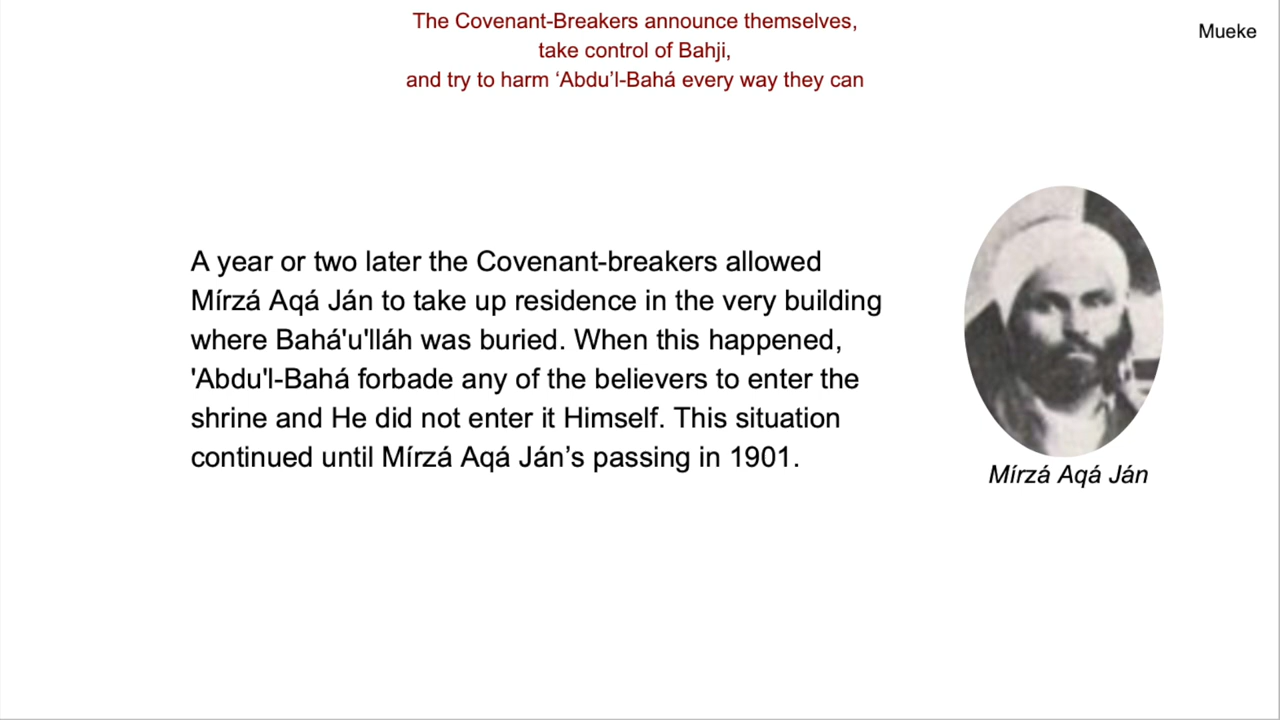 The Covenant-Breakers announce themselves,
take control of Bahji,
and try to harm ‘Abdu’l-Bahá every way they can
Mueke
A year or two later the Covenant-breakers allowed
Mírzá Aqá Ján to take up residence in the very building
where Bahá'u'lláh was buried. When this happened,
'Abdu'l-Bahá forbade any of the believers to enter the
shrine and He did not enter it Himself. This situation
continued until Mírzá Aqá Ján’s passing in 1901.
Mírzá Aqá Ján